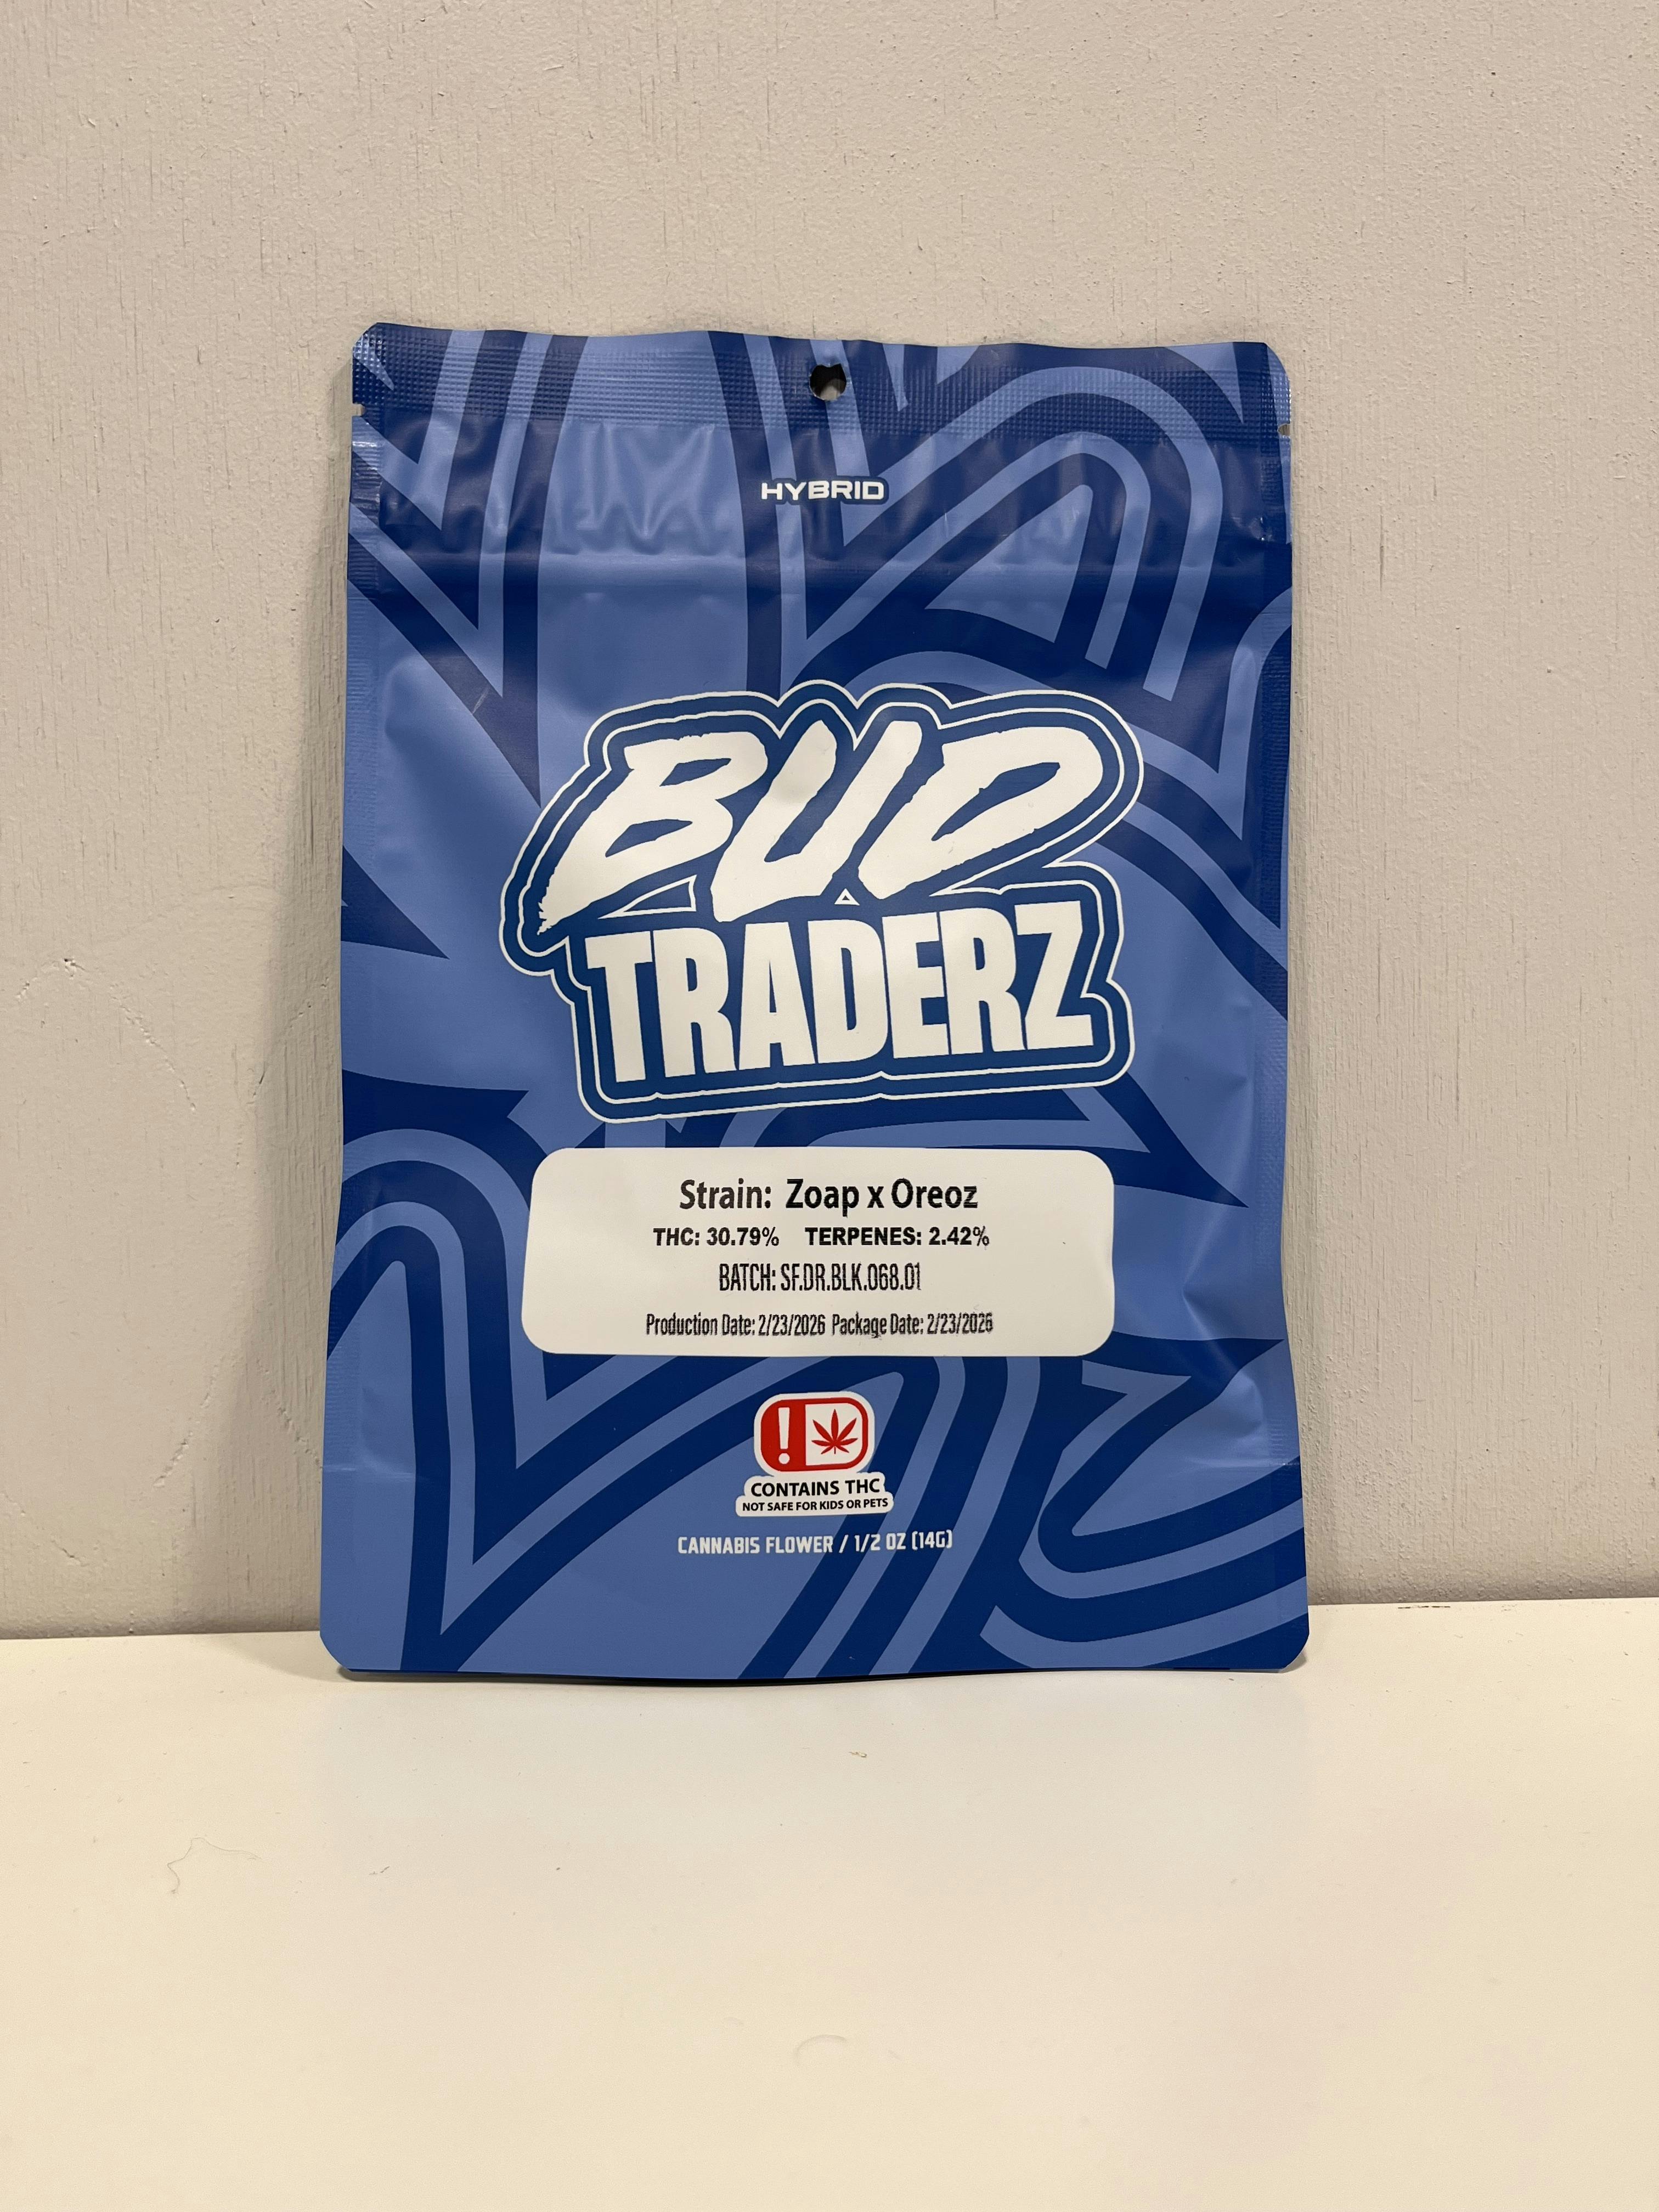 HYBRID
BUD
TRADERZ
Strain: Zoap x Oreoz
THC: 30.79% TERPENES: 2.42%
BATCH: SF.DR.BLK.068.01
Production Date: 2/23/2026 Package Date: 2/23/2026
!
CONTAINS THC
NOT SAFE FOR KIDS OR PETS
CANNABIS FLOWER / 1/2 OZ (14G)